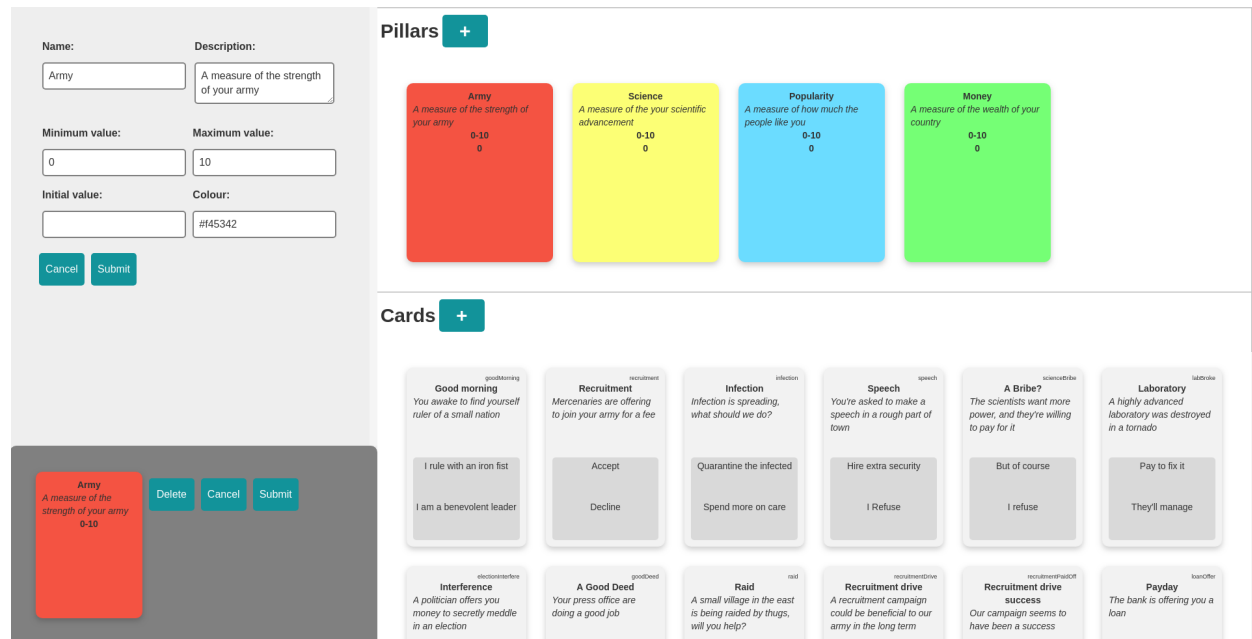 Name:
Description:
Army
A measure of the strength
of your army
Minimum value:
Maximum value:
0
10
Initial value:
Colour:
#f45342
Cancel
Submit
Army
A measure of the
strength of your army
0-10
Delete
Cancel
Submit
Pillars +
Army
A measure of the strength of
your army
0-10
0
Science
A measure of the your scientific
advancement
0-10
0
Popularity
A measure of how much the
people like you
0-10
0
Money
A measure of the wealth of your
country
0-10
0
Cards +
goodMorning
Good morning
You awake to find yourself
ruler of a small nation
I rule with an iron fist
I am a benevolent leader
recruitment
Recruitment
Mercenaries are offering
to join your army for a fee
Accept
Decline
infection
Infection
Infection is spreading,
what should we do?
Quarantine the infected
Spend more on care
speech
Speech
You're asked to make a
speech in a rough part of
town
Hire extra security
I Refuse
scienceBribe
A Bribe?
The scientists want more
power, and they're willing
to pay for it
But of course
I refuse
labBroke
Laboratory
A highly advanced
laboratory was destroyed
in a tornado
Pay to fix it
They'll manage
electionInterfere
Interference
A politician offers you
money to secretly meddle
in an election
goodDeed
A Good Deed
Your press office are
doing a good job
raid
Raid
A small village in the east
is being raided by thugs,
will you help?
recruitmentDrive
Recruitment drive
A recruitment campaign
could be beneficial to our
army in the long term
recruitmentPaidOff
Recruitment drive
success
Our campaign seems to
have been a success
loanOffer
Payday
The bank is offering you a
loan